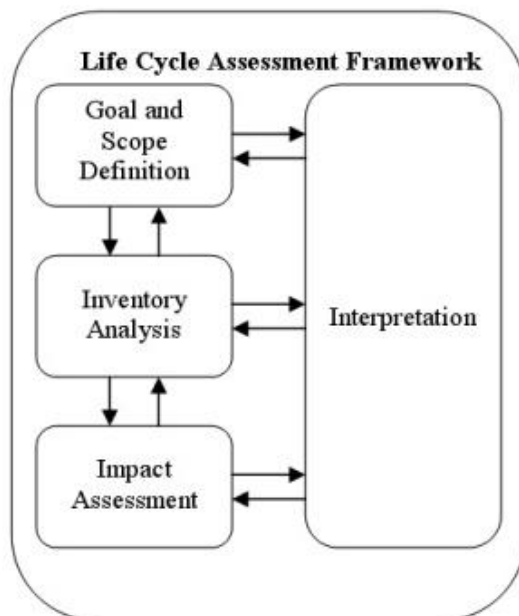 Life Cycle Assessment Framework
Goal and
Scope
Definition
Inventory
Analysis
Interpretation
Impact
Assessment